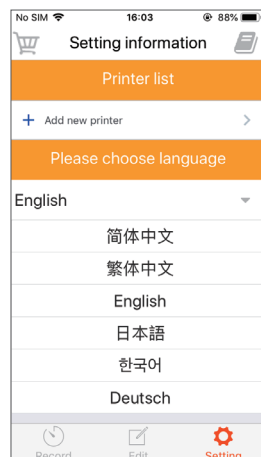 No SIM 16:03 88%
Setting information
Printer list
+ Add new printer
Please choose language
English
简体中文
繁体中文
English
日本語
한국어
Deutsch
Record Edit Setting